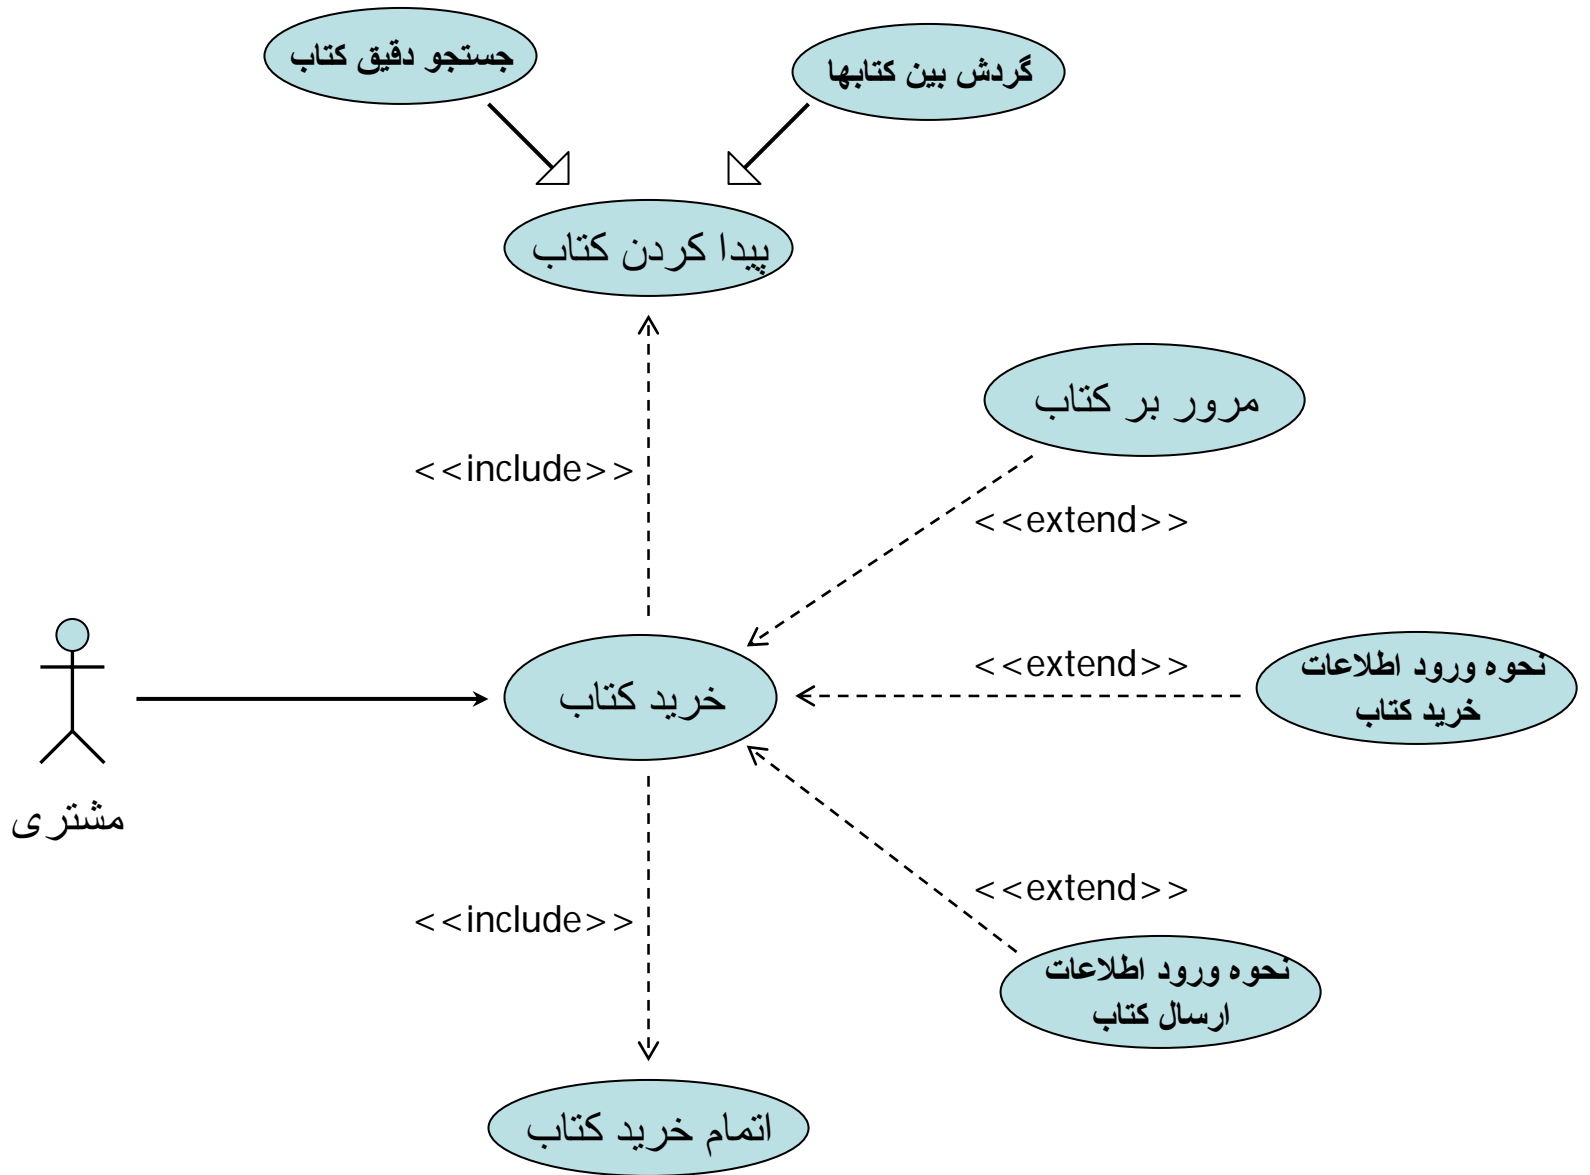 جستجو دقیق کتاب
گردش بین کتابها
پیدا کردن کتاب
مرور بر کتاب
<<include>>
<<extend>>
<<extend>>
نحوه ورود اطلاعات
خرید کتاب
خرید کتاب
مشتری
<<extend>>
<<include>>
نحوه ورود اطلاعات
ارسال کتاب
اتمام خرید کتاب